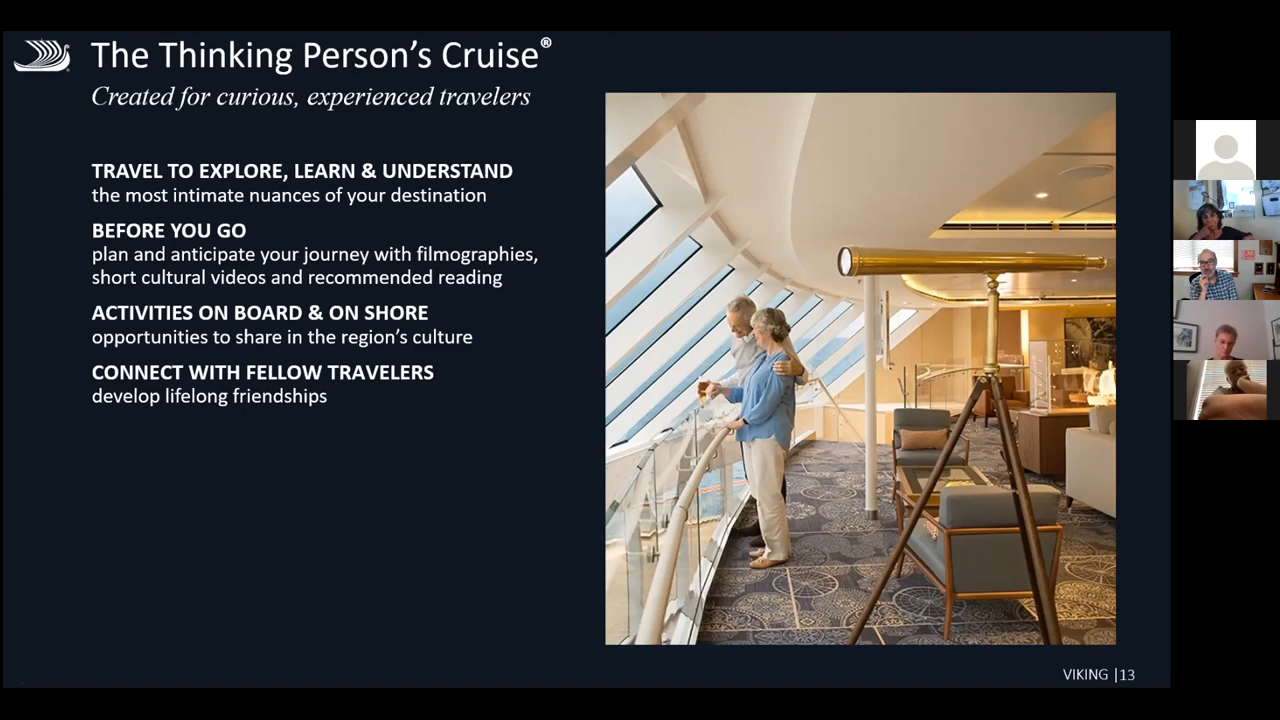 The Thinking Person's Cruise®
Created for curious, experienced travelers
TRAVEL TO EXPLORE, LEARN & UNDERSTAND
the most intimate nuances of your destination
BEFORE YOU GO
plan and anticipate your journey with filmographies,
short cultural videos and recommended reading
ACTIVITIES ON BOARD & ON SHORE
opportunities to share in the region's culture
CONNECT WITH FELLOW TRAVELERS
develop lifelong friendships
VIKING |13